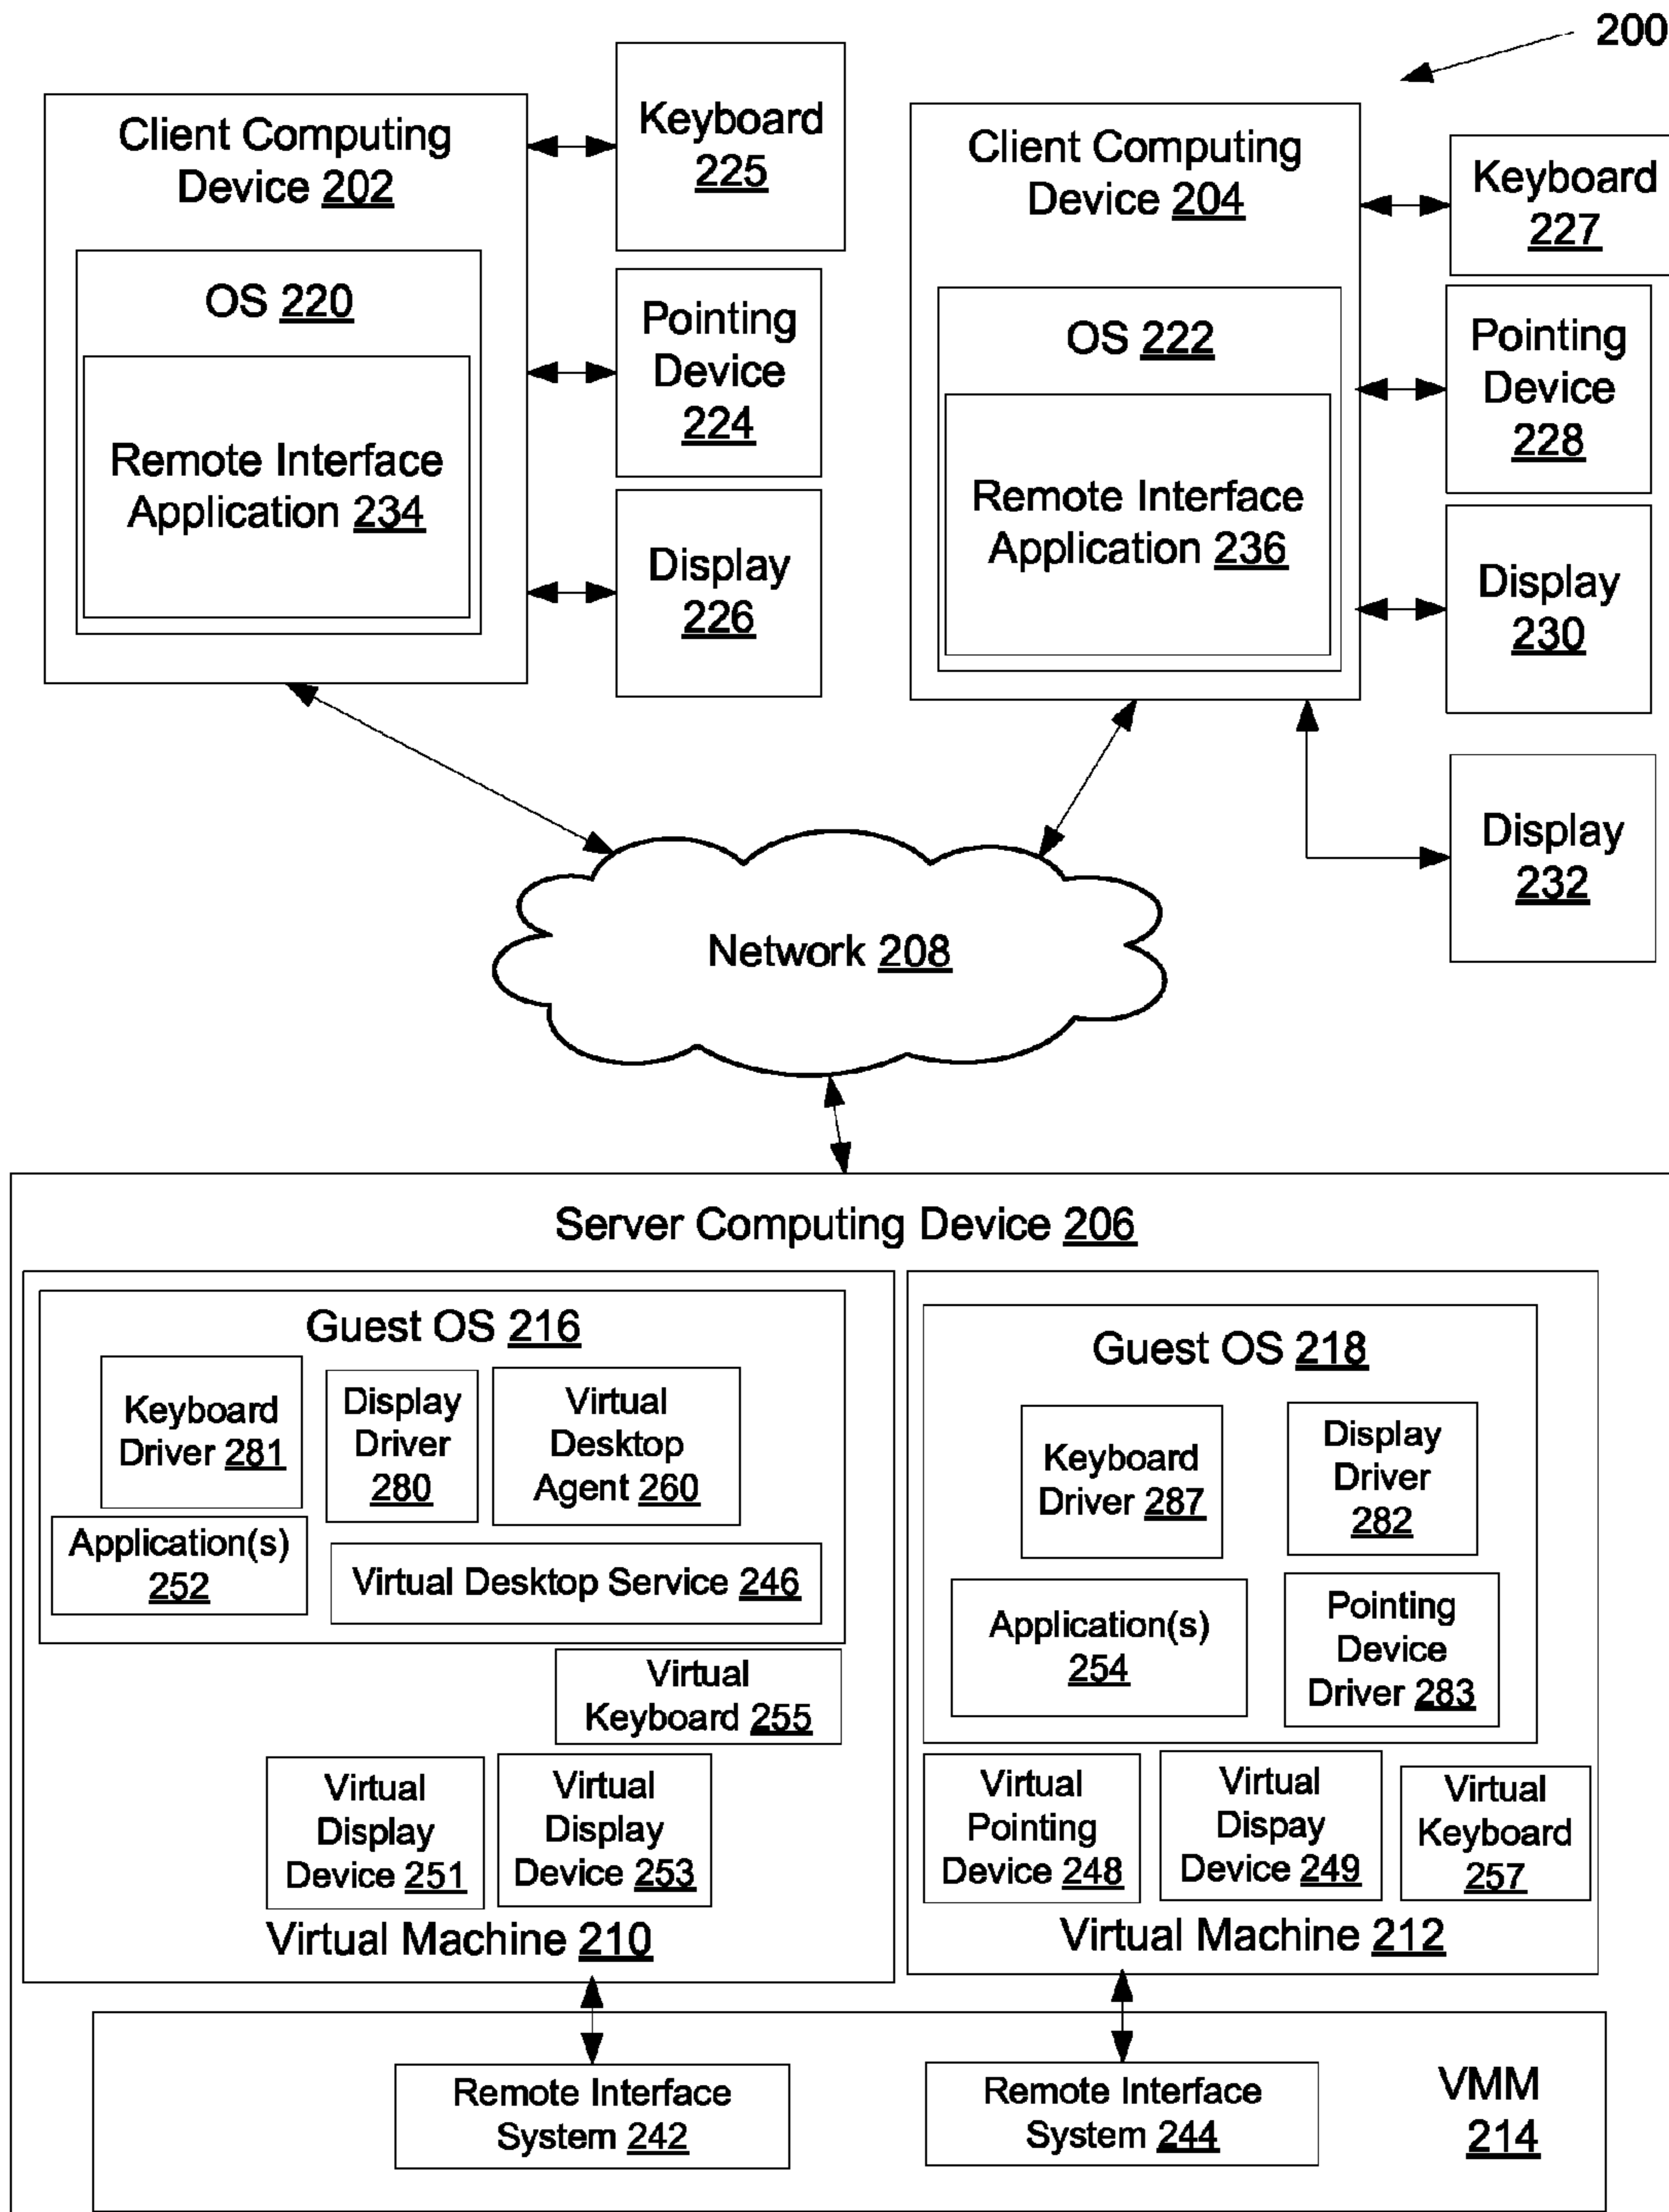 200
Client Computing
Device 202
OS 220
Remote Interface
Application 234
Keyboard
225
Pointing
Device
224
Display
226
Client Computing
Device 204
OS 222
Remote Interface
Application 236
Keyboard
227
Pointing
Device
228
Display
230
Display
232
Network 208
Server Computing Device 206
Guest OS 216
Keyboard
Driver 281
Display
Driver
280
Virtual
Desktop
Agent 260
Application(s)
252
Virtual Desktop Service 246
Virtual
Keyboard 255
Virtual
Display
Device 251
Virtual
Display
Device 253
Virtual Machine 210
Guest OS 218
Keyboard
Driver 287
Display
Driver
282
Application(s)
254
Pointing
Device
Driver 283
Virtual
Pointing
Device 248
Virtual
Dispay
Device 249
Virtual
Keyboard
257
Virtual Machine 212
Remote Interface
System 242
Remote Interface
System 244
VMM
214